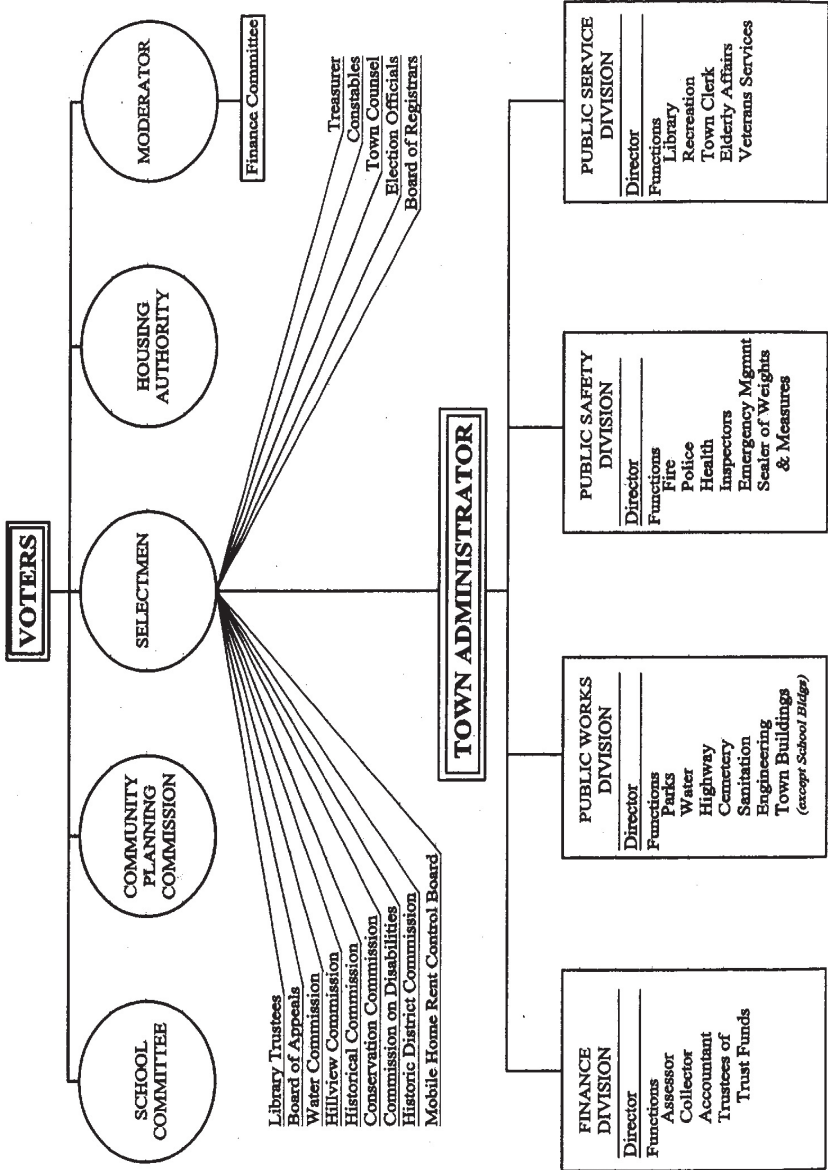 VOTERS
SCHOOL
COMMITTEE
COMMUNITY
PLANNING
COMMISSION
SELECTMEN
HOUSING
AUTHORITY
MODERATOR
Finance Committee
Library Trustees
Board of Appeals
Water Commission
Hillview Commission
Historical Commission
Conservation Commission
Commission on Disabilities
Historic District Commission
Mobile Home Rent Control Board
Treasurer
Constables
Town Counsel
Election Officials
Board of Registrars
TOWN ADMINISTRATOR
FINANCE
DIVISION
Director
Functions
Assessor
Collector
Accountant
Trustees of
Trust Funds
PUBLIC WORKS
DIVISION
Director
Functions
Parks
Water
Highway
Cemetery
Sanitation
Engineering
Town Buildings
(except School Bldgs)
PUBLIC SAFETY
DIVISION
Director
Functions
Fire
Police
Health
Inspectors
Emergency Mgmnt
Sealer of Weights
& Measures
PUBLIC SERVICE
DIVISION
Director
Functions
Library
Recreation
Town Clerk
Elderly Affairs
Veterans Services